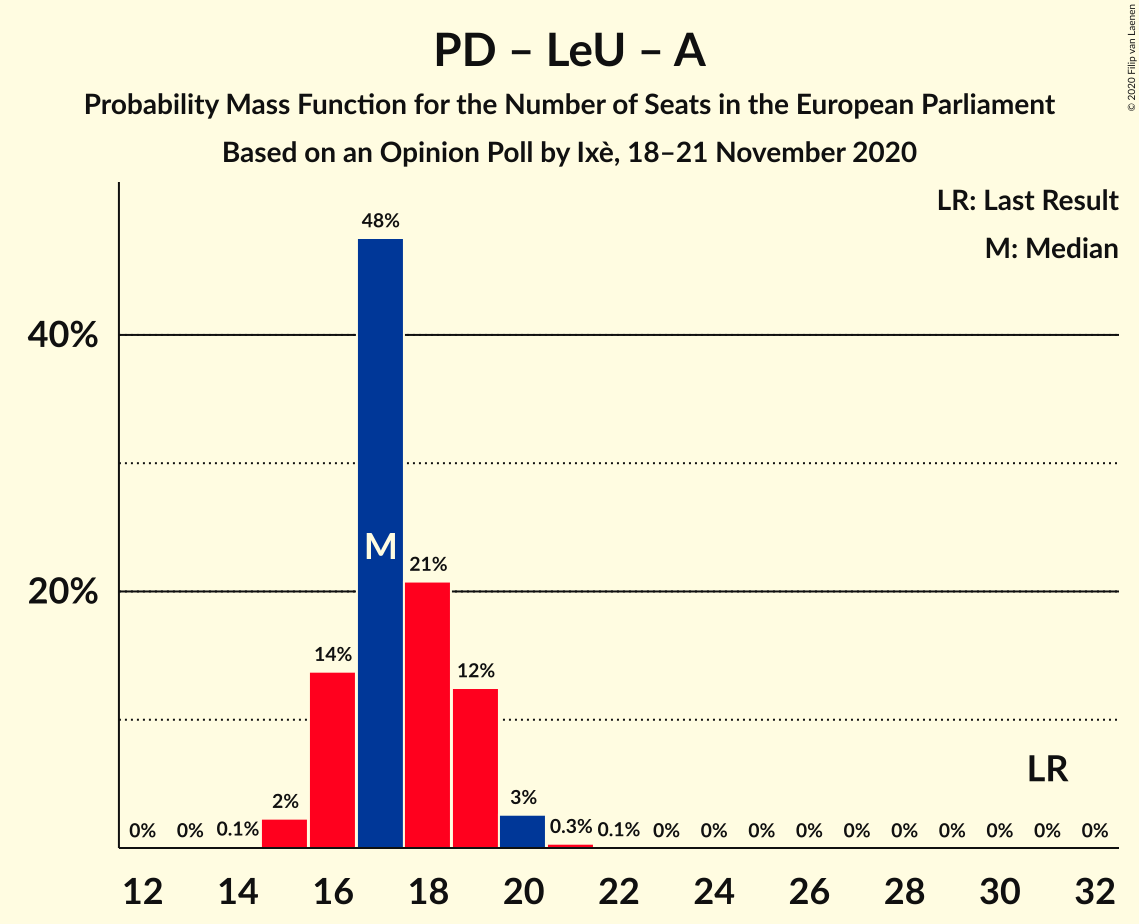 PD – LeU – A
Probability Mass Function for the Number of Seats in the European Parliament
Based on an Opinion Poll by Ixè, 18–21 November 2020
© 2020 Filip van Laenen
LR: Last Result
M: Median
48%
40%
M
21%
20%
14%
12%
LR
2%
3%
0% 0% 0.1% 0.3% 0.1% 0% 0% 0% 0% 0% 0% 0% 0% 0% 0%
12 14 16 18 20 22 24 26 28 30 32